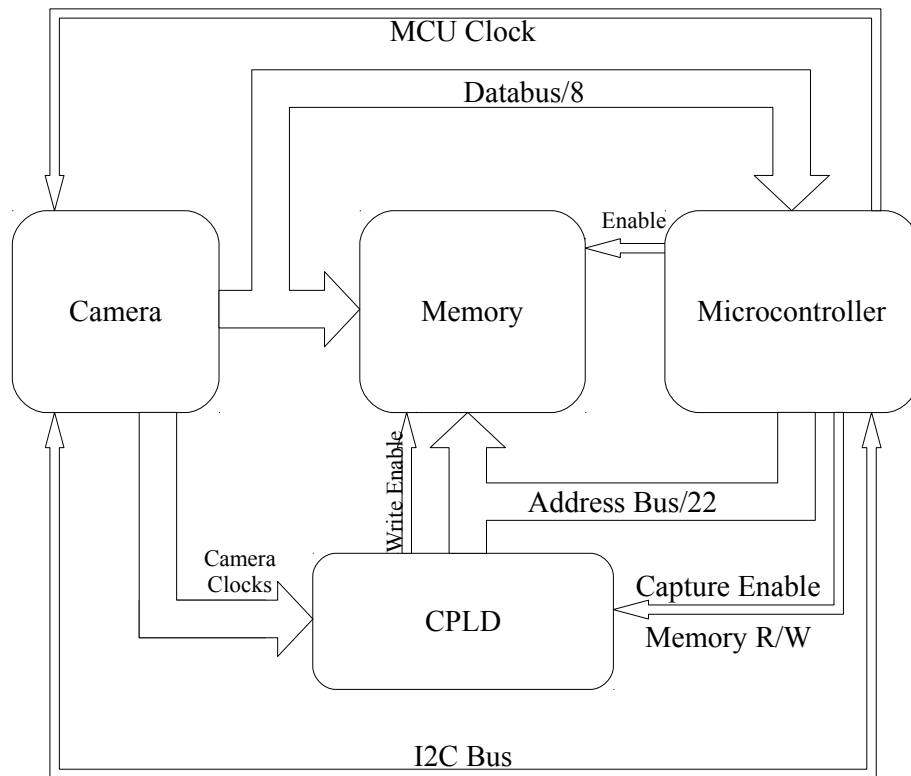 MCU Clock
Databus/8
Enable
Camera
Memory
Microcontroller
Write Enable
Address Bus/22
Camera
Clocks
Capture Enable
CPLD
Memory R/W
I2C Bus